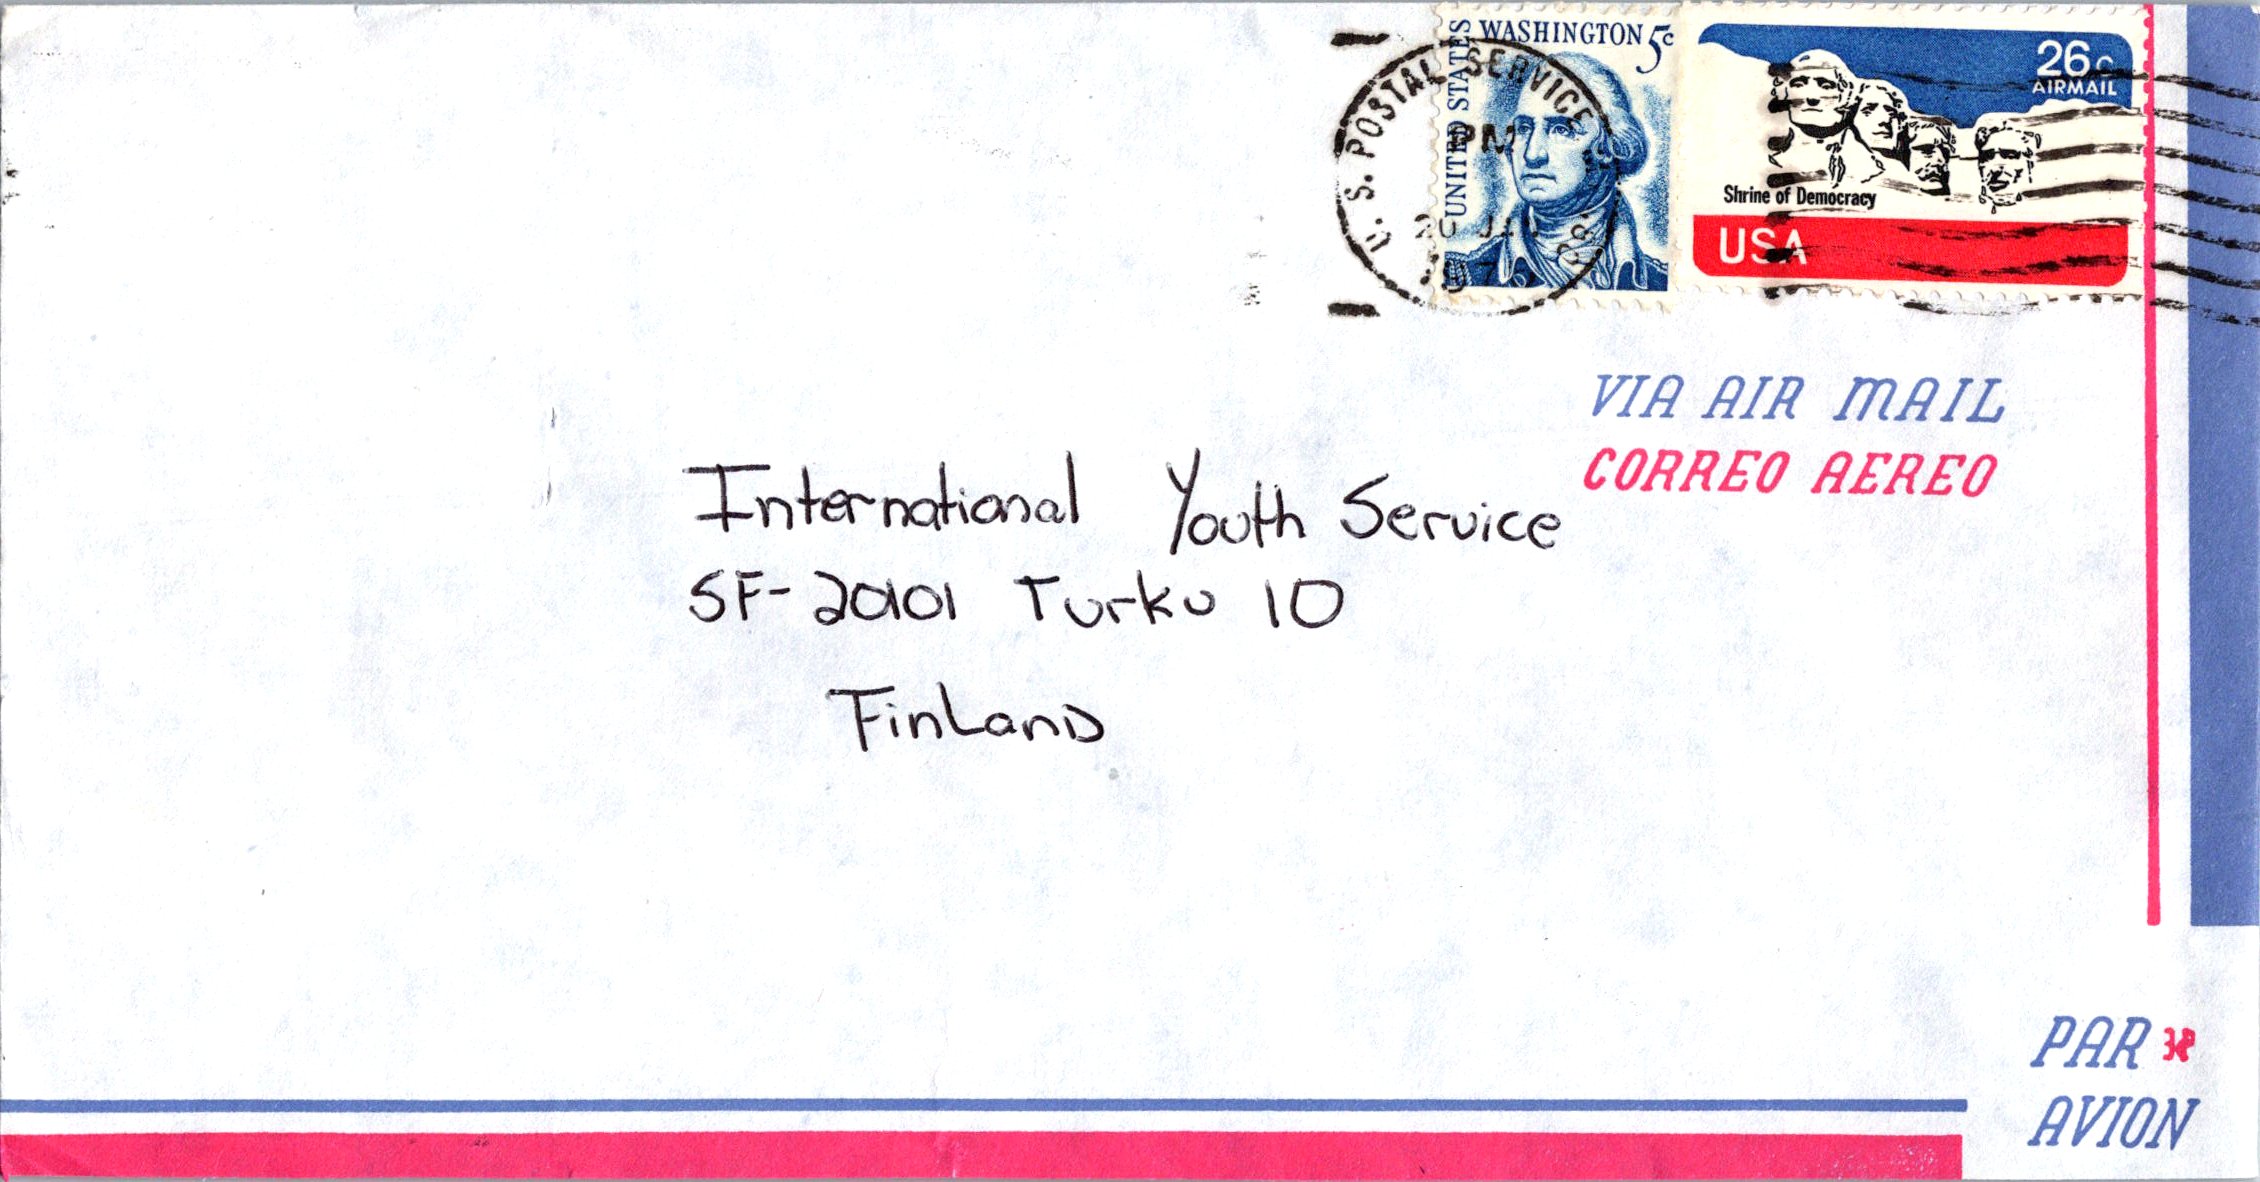 WASHINGTON 5c
UNITED STATES
26c
AIRMAIL
Shrine of Democracy
USA
U. S. POSTAL SERVICE
PM
VIA AIR MAIL
CORREO AEREO
International Youth Service
SF-20101 Turku 10
FinLanD
PAR
AVION